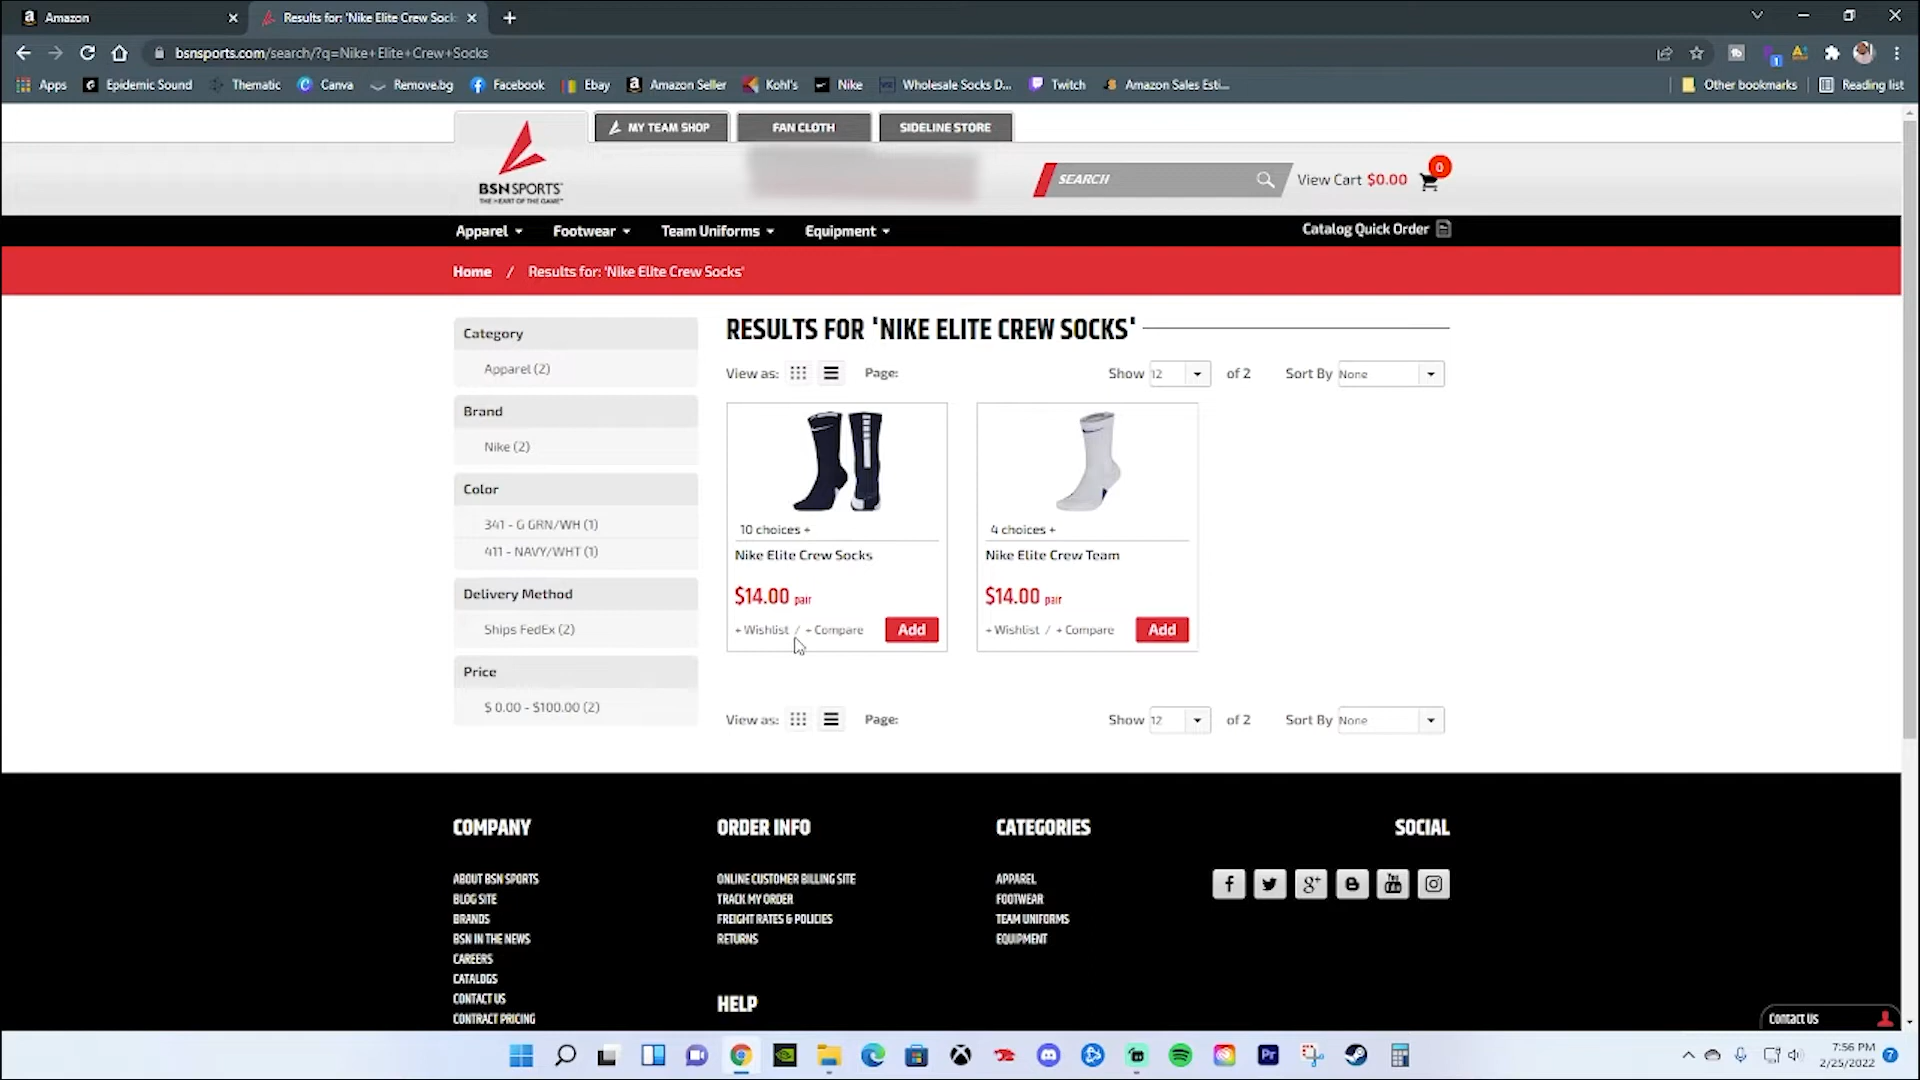 Amazon
Results for: 'Nike Elite Crew Sock
bsnsports.com/search/?q=Nike+Elite+Crew+Socks
1
Apps
Epidemic Sound
Thematic
Canva
Remove.bg
Facebook
Ebay
Amazon Seller
Kohl's
Nike
Wholesale Socks D...
Twitch
Amazon Sales Esti...
Other bookmarks
Reading list
MY TEAM SHOP
FAN CLOTH
SIDELINE STORE
BSN SPORTS
THE HEART OF THE GAME
SEARCH
View Cart $0.00
0
Apparel
Footwear
Team Uniforms
Equipment
Catalog Quick Order
Home / Results for: 'Nike Elite Crew Socks'
Category
Apparel (2)
Brand
Nike (2)
Color
341 - G GRN/WH (1)
411 - NAVY/WHT (1)
Delivery Method
Ships FedEx (2)
Price
$ 0.00 - $100.00 (2)
RESULTS FOR 'NIKE ELITE CREW SOCKS'
View as: Page: Show 12 of 2 Sort By None
10 choices +
Nike Elite Crew Socks
$14.00 pair
+ Wishlist / + Compare
Add
4 choices +
Nike Elite Crew Team
$14.00 pair
+ Wishlist / + Compare
Add
View as: Page: Show 12 of 2 Sort By None
COMPANY
ABOUT BSN SPORTS
BLOG SITE
BRANDS
BSN IN THE NEWS
CAREERS
CATALOGS
CONTACT US
CONTRACT PRICING
ORDER INFO
ONLINE CUSTOMER BILLING SITE
TRACK MY ORDER
FREIGHT RATES & POLICIES
RETURNS
HELP
CATEGORIES
APPAREL
FOOTWEAR
TEAM UNIFORMS
EQUIPMENT
SOCIAL
Contact Us
7:56 PM
2/25/2022
7